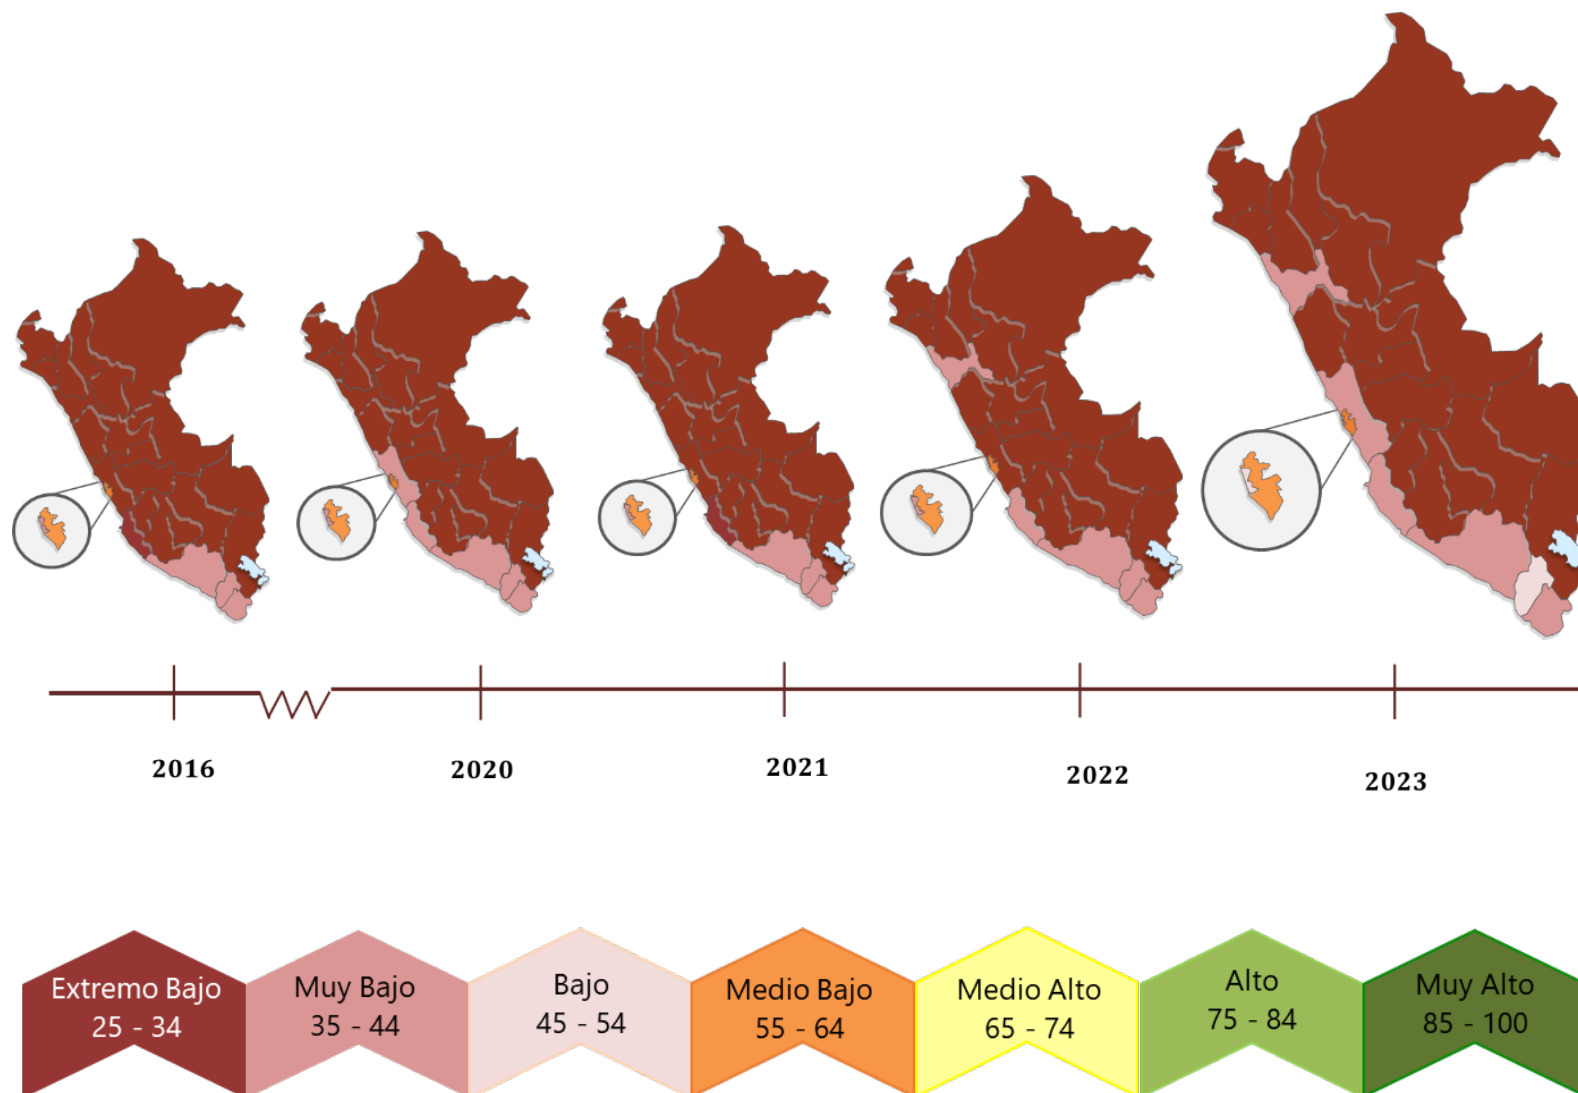 2016
2020
2021
2022
2023
Extremo Bajo
25 - 34
Muy Bajo
35 - 44
Bajo
45 - 54
Medio Bajo
55 - 64
Medio Alto
65 - 74
Alto
75 - 84
Muy Alto
85 - 100